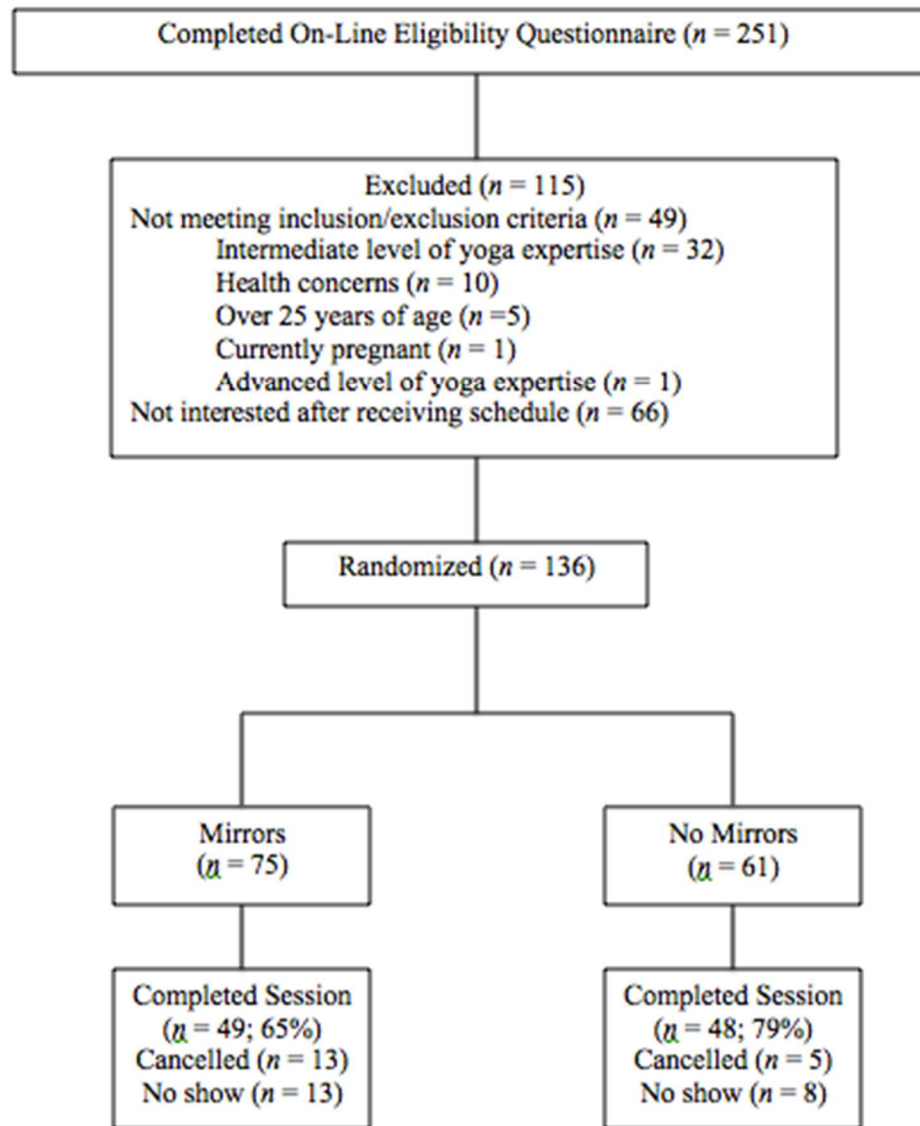 Completed On-Line Eligibility Questionnaire (n = 251)
Excluded (n = 115)
Not meeting inclusion/exclusion criteria (n = 49)
Intermediate level of yoga expertise (n = 32)
Health concerns (n = 10)
Over 25 years of age (n =5)
Currently pregnant (n = 1)
Advanced level of yoga expertise (n = 1)
Not interested after receiving schedule (n = 66)
Randomized (n = 136)
Mirrors
(n = 75)
No Mirrors
(n = 61)
Completed Session
(n = 49; 65%)
Cancelled (n = 13)
No show (n = 13)
Completed Session
(n = 48; 79%)
Cancelled (n = 5)
No show (n = 8)